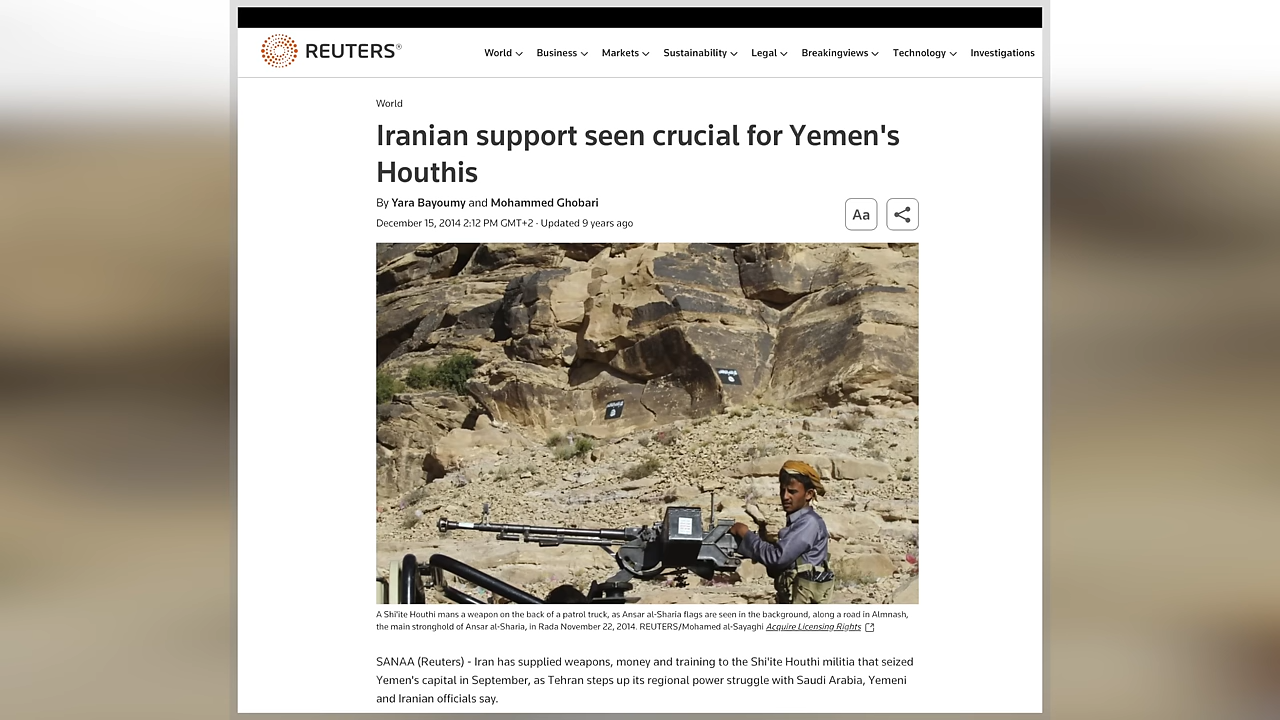 REUTERS®
World Business Markets Sustainability Legal Breakingviews Technology Investigations
World
Iranian support seen crucial for Yemen's
Houthis
By Yara Bayoumy and Mohammed Ghobari
December 15, 2014 2:12 PM GMT+2 · Updated 9 years ago
Aa
A Shi'ite Houthi mans a weapon on the back of a patrol truck, as Ansar al-Sharia flags are seen in the background, along a road in Almnash,
the main stronghold of Ansar al-Sharia, in Rada November 22, 2014. REUTERS/Mohamed al-Sayaghi Acquire Licensing Rights
SANAA (Reuters) - Iran has supplied weapons, money and training to the Shi'ite Houthi militia that seized
Yemen's capital in September, as Tehran steps up its regional power struggle with Saudi Arabia, Yemeni
and Iranian officials say.